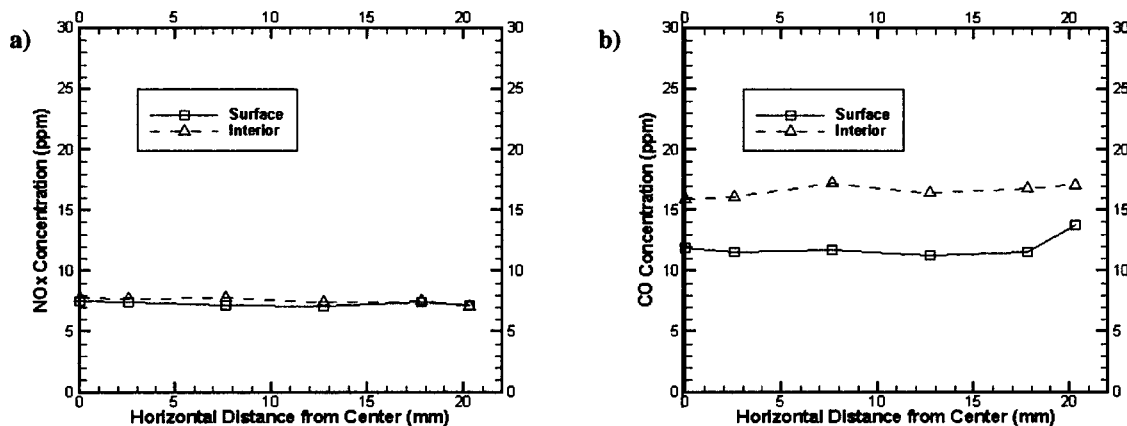 a)
0 5 10 15 20
30 30
25 25
20 20
15 15
10 10
5 5
0 0
NOx Concentration (ppm)
Surface
Interior
0 5 10 15 20
Horizontal Distance from Center (mm)
b)
0 5 10 15 20
30 30
25 25
20 20
15 15
10 10
5 5
0 0
CO Concentration (ppm)
Surface
Interior
0 5 10 15 20
Horizontal Distance from Center (mm)